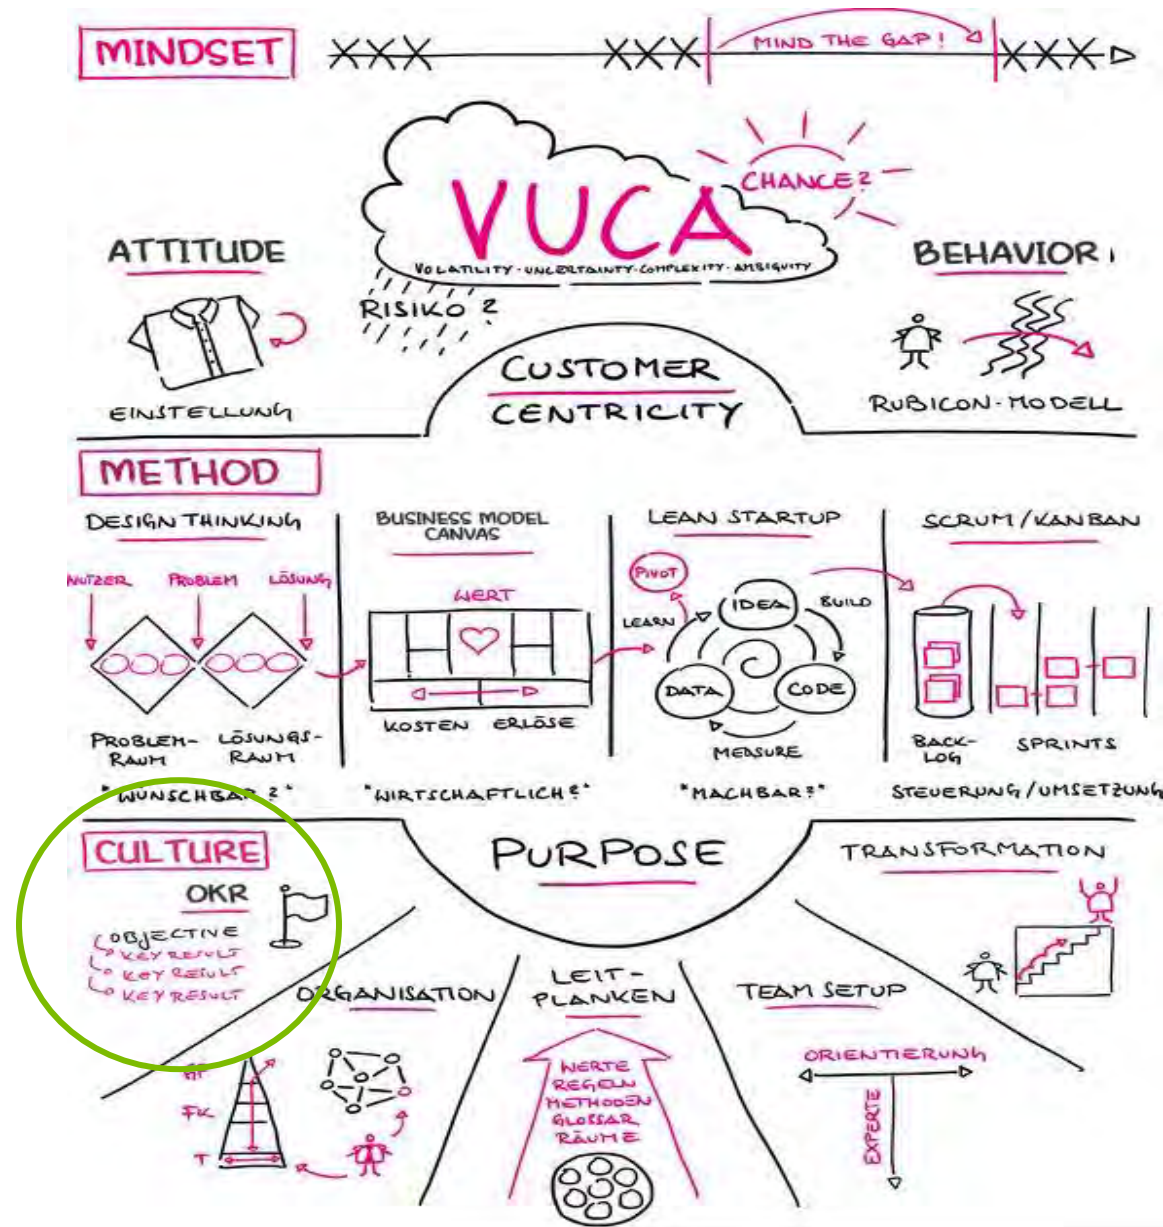 MINDSET
MIND THE GAP!
VUCA
CHANCE?
VOLATILITY · UNCERTAINTY · COMPLEXITY · AMBIGUITY
RISIKO?
ATTITUDE
EINSTELLUNG
CUSTOMER
CENTRICITY
BEHAVIOR
RUBICON-MODELL
METHOD
DESIGN THINKING
NUTZER PROBLEM LÖSUNG
PROBLEM-
RAUM
LÖSUNGS-
RAUM
"WÜNSCHBAR?"
BUSINESS MODEL
CANVAS
WERT
KOSTEN ERLÖSE
"WIRTSCHAFTLICH?"
LEAN STARTUP
PIVOT
LEARN
IDEA
BUILD
DATA
CODE
MEASURE
"MACHBAR?"
SCRUM/KANBAN
BACK-
LOG
SPRINTS
STEUERUNG/UMSETZUNG
CULTURE
OKR
OBJECTIVE
KEY RESULT
KEY RESULT
KEY RESULT
PURPOSE
TRANSFORMATION
ORGANISATION
FK
T
LEIT-
PLANKEN
WERTE
REGELN
METHODEN
GLOSSAR
RÄUME
TEAM SETUP
ORIENTIERUNG
EXPERTE